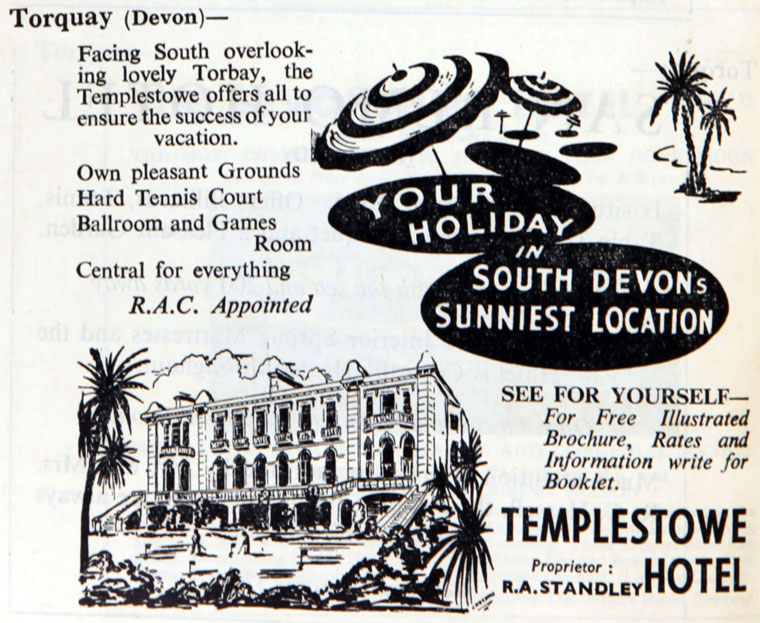 Torquay (Devon)—
Facing South overlook-
ing lovely Torbay, the
Templestowe offers all to
ensure the success of your
vacation.
Own pleasant Grounds
Hard Tennis Court
Ballroom and Games
Room
Central for everything
R.A.C. Appointed
YOUR
HOLIDAY
IN
SOUTH DEVON'S
SUNNIEST LOCATION
SEE FOR YOURSELF—
For Free Illustrated
Brochure, Rates and
Information write for
Booklet.
TEMPLESTOWE
Proprietor :
R.A.STANDLEY
HOTEL